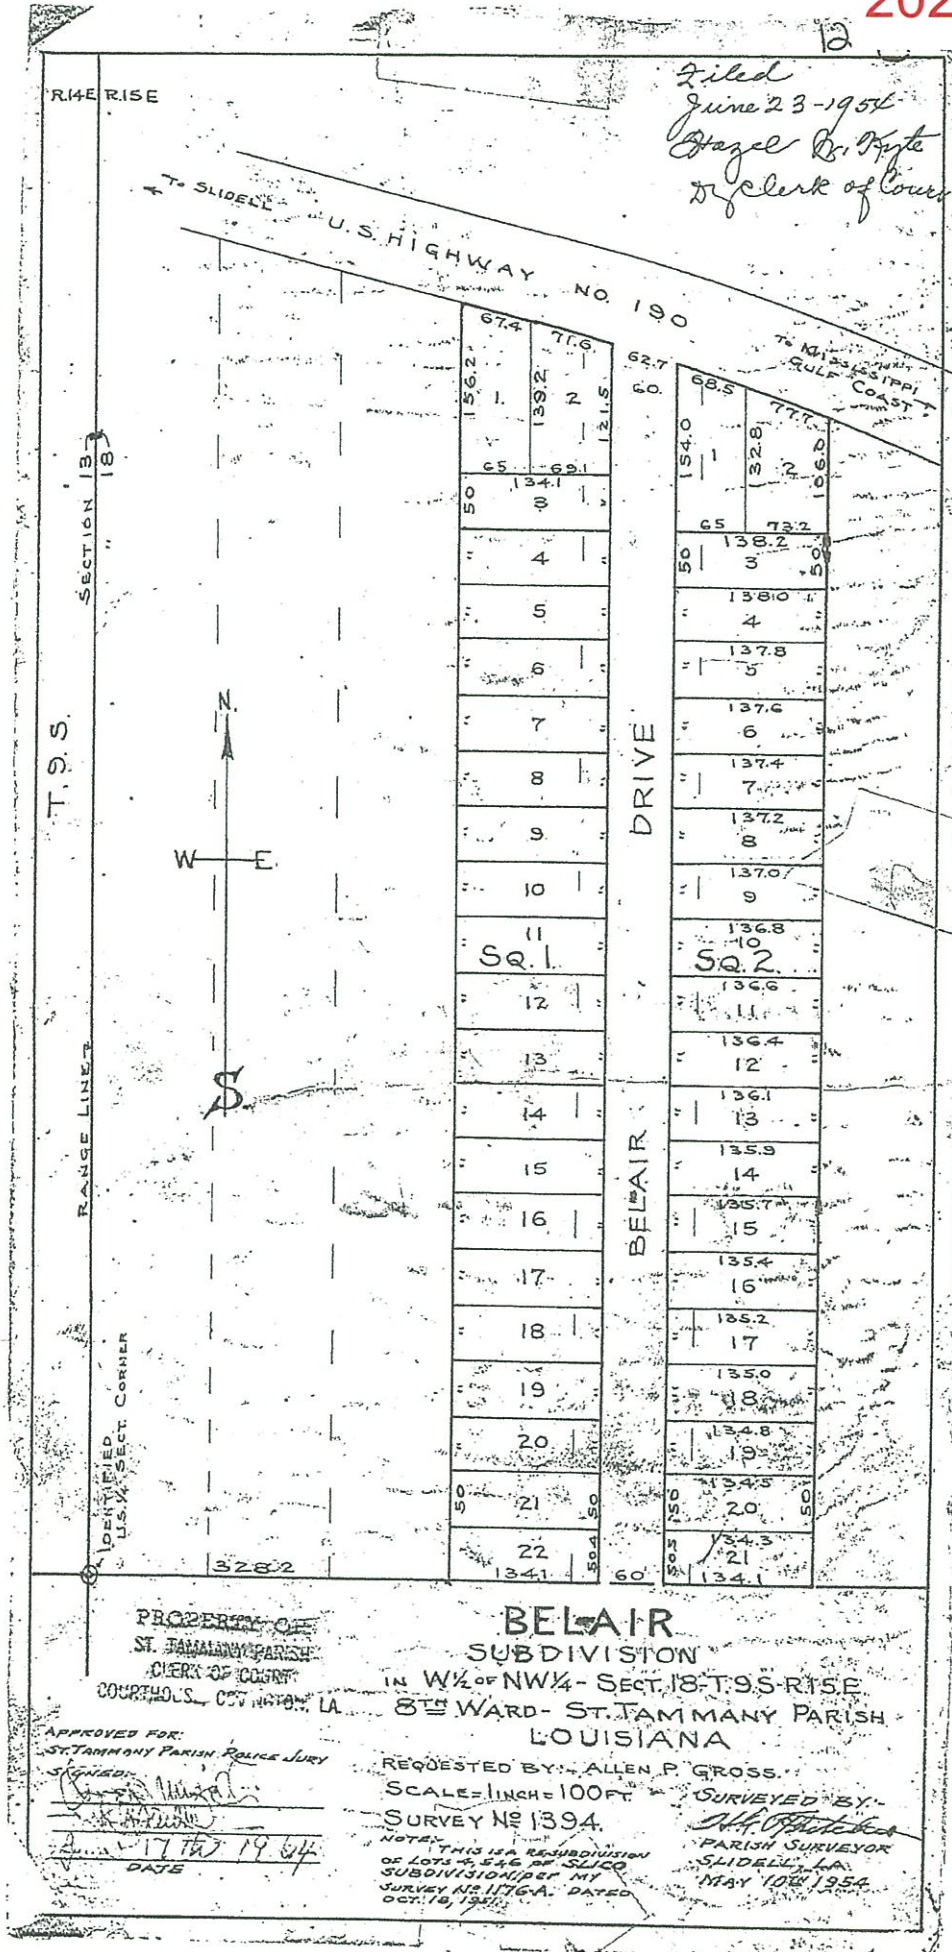 202
12
Filed
June 23-1954
Hazel
Dy Clerk of Cour
R.14E R.15E
To SLIDELL
U.S. HIGHWAY NO. 190
To MISSISSIPPI
GULF COAST
SECTION 13
18 "
T. 9 S.
RANGE LINE
IDENTIFIED
U.S. 1/4 SECT. CORNER
N.
W E.
S.
67.4 71.6
156.2 1. 139.2 2 121.5
65 69.1
134.1
50 3 "
" 4 "
" 5 "
" 6 "
" 7 "
" 8 "
" 9 "
" 10 "
" 11 "
SQ. 1
" 12 "
" 13 "
" 14 "
" 15 "
" 16 "
" 17 "
" 18 "
" 19 "
" 20 "
50 21 50
22 50.4
134.1
328.2
62.7
60.
BELAIR DRIVE
60
68.5 77.7
154.0 1 132.8 2 106.0
65 73.2
138.2
50 3 50
138.0
" 4 "
137.8
" 5 "
137.6
" 6 "
137.4
" 7 "
137.2
" 8 "
137.0
" 9 "
136.8
" 10 "
SQ. 2.
136.6
" 11 "
136.4
" 12 "
136.1
" 13 "
135.9
" 14 "
135.7
" 15 "
135.4
" 16 "
135.2
" 17 "
135.0
" 18 "
134.8
" 19 "
134.5
50 20 50
134.3
50.5 21
134.1
PROPERTY OF
ST. TAMMANY PARISH
CLERK OF COURT
COURTHOUSE, COVINGTON, LA.
BELAIR
SUBDIVISION
IN W½ OF NW¼ - SECT. 18-T.9S-R15E.
8TH WARD - ST. TAMMANY PARISH
LOUISIANA
APPROVED FOR:
ST. TAMMANY PARISH POLICE JURY
SIGNED:
17 TH 19 64
DATE
REQUESTED BY:- ALLEN P. GROSS.
SCALE = 1 INCH = 100 FT
SURVEY Nº 1394.
NOTE:-
THIS IS A RESUBDIVISION
OF LOTS 4, 5 & 6 OF SLICO
SUBDIVISION PER MY
SURVEY Nº 1176-A. DATED
OCT. 18, 1951.
SURVEYED BY:-
PARISH SURVEYOR
SLIDELL, LA.
MAY 10TH 1954